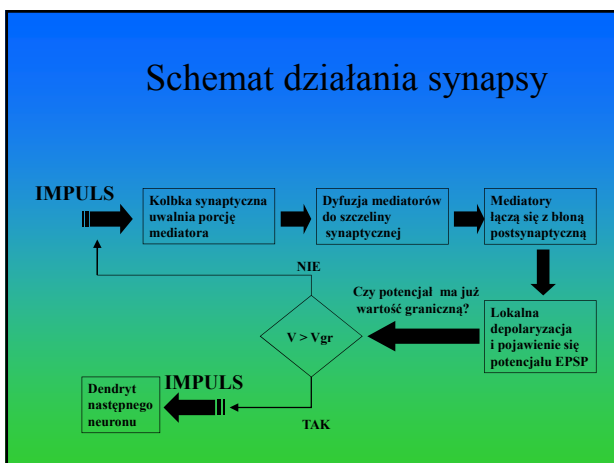 Schemat działania synapsy
IMPULS
Kolbka synaptyczna
uwalnia porcję
mediatora
Dyfuzja mediatorów
do szczeliny
synaptycznej
Mediatory
łączą się z błoną
postsynaptyczną
NIE
Czy potencjał ma już
wartość graniczną?
Lokalna
depolaryzacja
i pojawienie się
potencjału EPSP
V > Vgr
IMPULS
Dendryt
następnego
neuronu
TAK